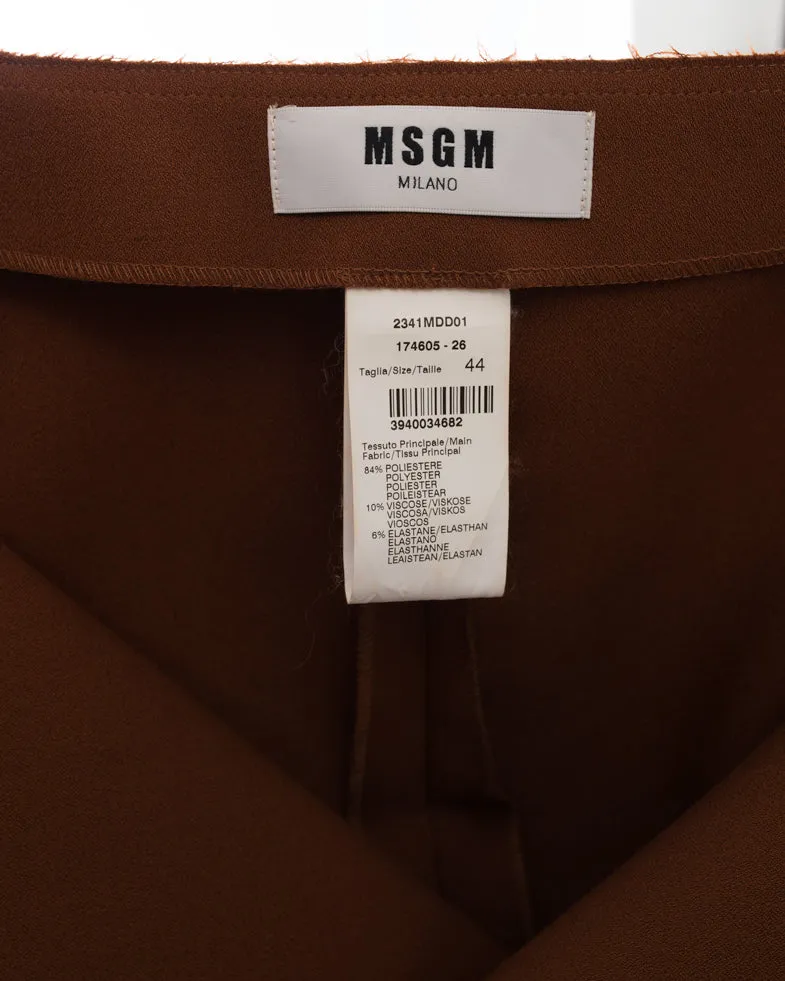 MSGM
MILANO
2341MDD01
174605 - 26
Taglia/Size/Taille 44
3940034682
Tessuto Principale/Main
Fabric/Tissu Principal
84% POLIESTERE
POLYESTER
POLIESTER
POILEISTEAR
10% VISCOSE/VISKOSE
VISCOSA/VISKOS
VIOSCOS
6% ELASTANE/ELASTHAN
ELASTANO
ELASTHANNE
LEAISTEAN/ELASTAN